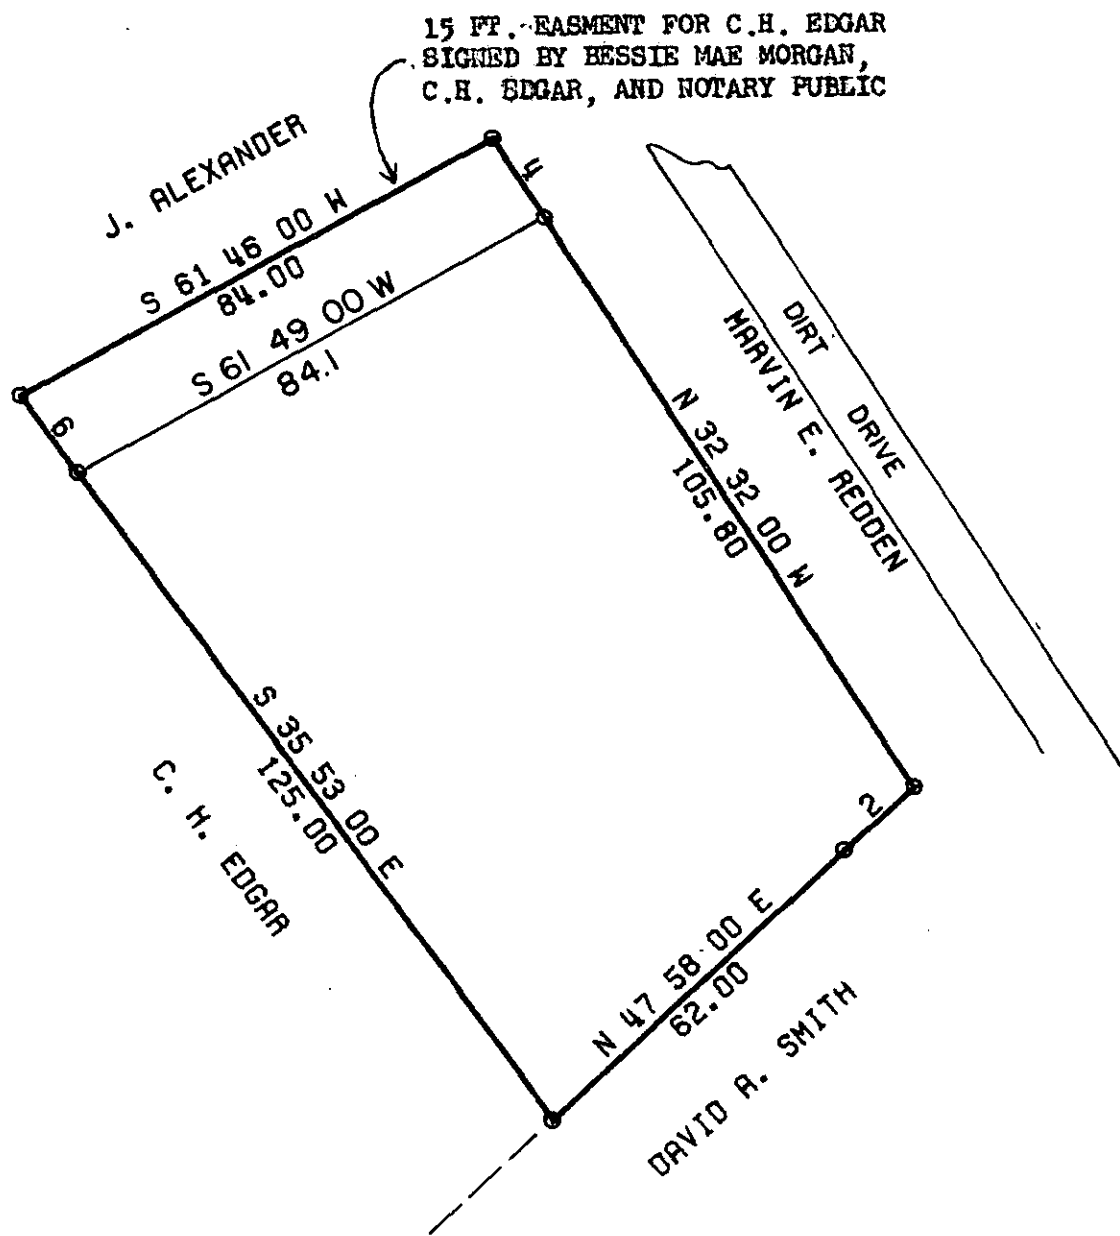 15 FT. EASMENT FOR C.H. EDGAR
SIGNED BY BESSIE MAE MORGAN,
C.H. EDGAR, AND NOTARY PUBLIC
J. ALEXANDER
S 61 46 00 W
84.00
4
S 61 49 00 W
84.1
6
DIRT DRIVE
MARVIN E. REDDEN
N 32 32 00 W
105.80
S 35 53 00 E
125.00
C. H. EDGAR
2
N 47 58 00 E
62.00
DAVID A. SMITH